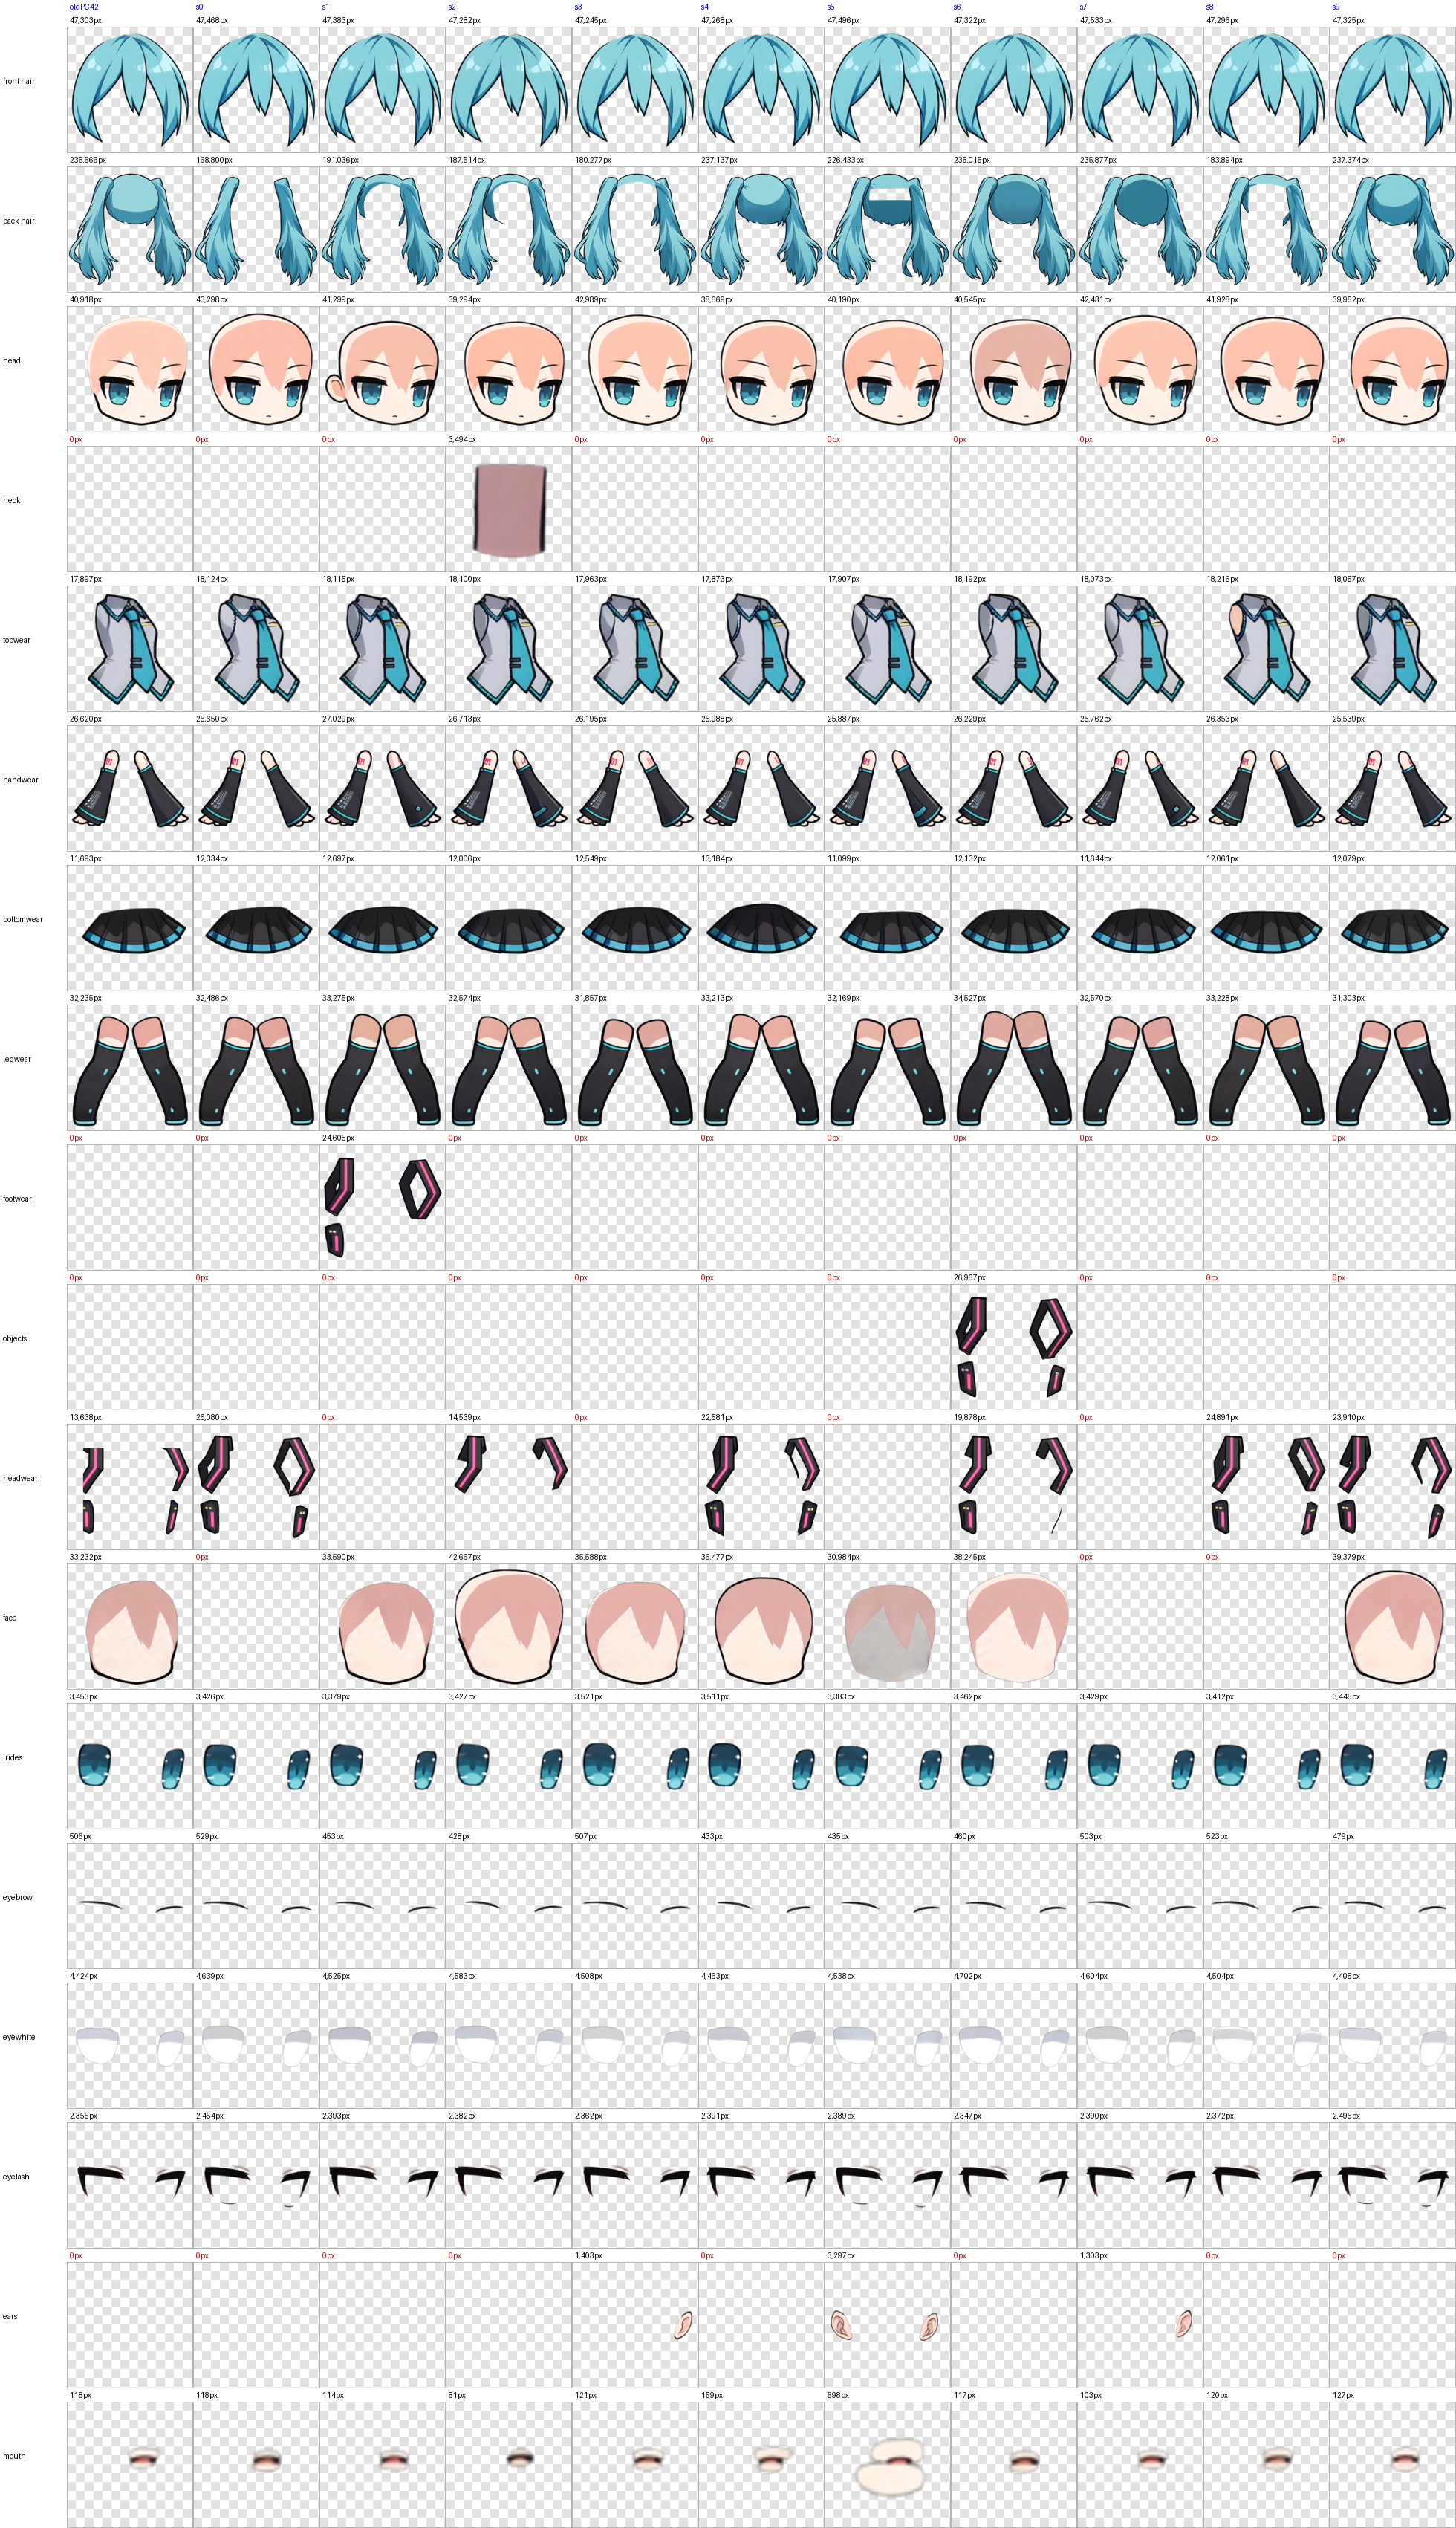 oldPC42 s0 s1 s2 s3 s4 s5 s6 s7 s8 s9
47,303px 47,468px 47,383px 47,282px 47,245px 47,268px 47,496px 47,322px 47,533px 47,296px 47,325px
front hair
235,566px 168,800px 191,036px 187,514px 180,277px 237,137px 226,433px 235,015px 235,877px 183,894px 237,374px
back hair
40,918px 43,298px 41,299px 39,294px 42,989px 38,669px 40,190px 40,545px 42,431px 41,928px 39,952px
head
0px 0px 0px 3,494px 0px 0px 0px 0px 0px 0px 0px
neck
17,897px 18,124px 18,115px 18,100px 17,963px 17,873px 17,907px 18,192px 18,073px 18,216px 18,057px
topwear
26,620px 25,650px 27,029px 26,713px 26,195px 25,988px 25,887px 26,229px 25,762px 26,353px 25,539px
handwear
11,693px 12,334px 12,697px 12,006px 12,549px 13,184px 11,099px 12,132px 11,644px 12,061px 12,079px
bottomwear
32,235px 32,486px 33,275px 32,574px 31,857px 33,213px 32,169px 34,527px 32,570px 33,228px 31,303px
legwear
0px 0px 24,605px 0px 0px 0px 0px 0px 0px 0px 0px
footwear
0px 0px 0px 0px 0px 0px 0px 26,967px 0px 0px 0px
objects
13,638px 26,080px 0px 14,539px 0px 22,581px 0px 19,878px 0px 24,891px 23,910px
headwear
33,232px 0px 33,590px 42,667px 35,588px 36,477px 30,984px 38,245px 0px 0px 39,379px
face
3,453px 3,426px 3,379px 3,427px 3,521px 3,511px 3,383px 3,462px 3,429px 3,412px 3,445px
irides
506px 529px 453px 428px 507px 433px 435px 460px 503px 523px 479px
eyebrow
4,424px 4,639px 4,525px 4,583px 4,508px 4,463px 4,538px 4,702px 4,604px 4,504px 4,405px
eyewhite
2,355px 2,454px 2,393px 2,382px 2,362px 2,391px 2,389px 2,347px 2,390px 2,372px 2,495px
eyelash
0px 0px 0px 0px 1,403px 0px 3,297px 0px 1,303px 0px 0px
ears
118px 118px 114px 81px 121px 159px 598px 117px 103px 120px 127px
mouth